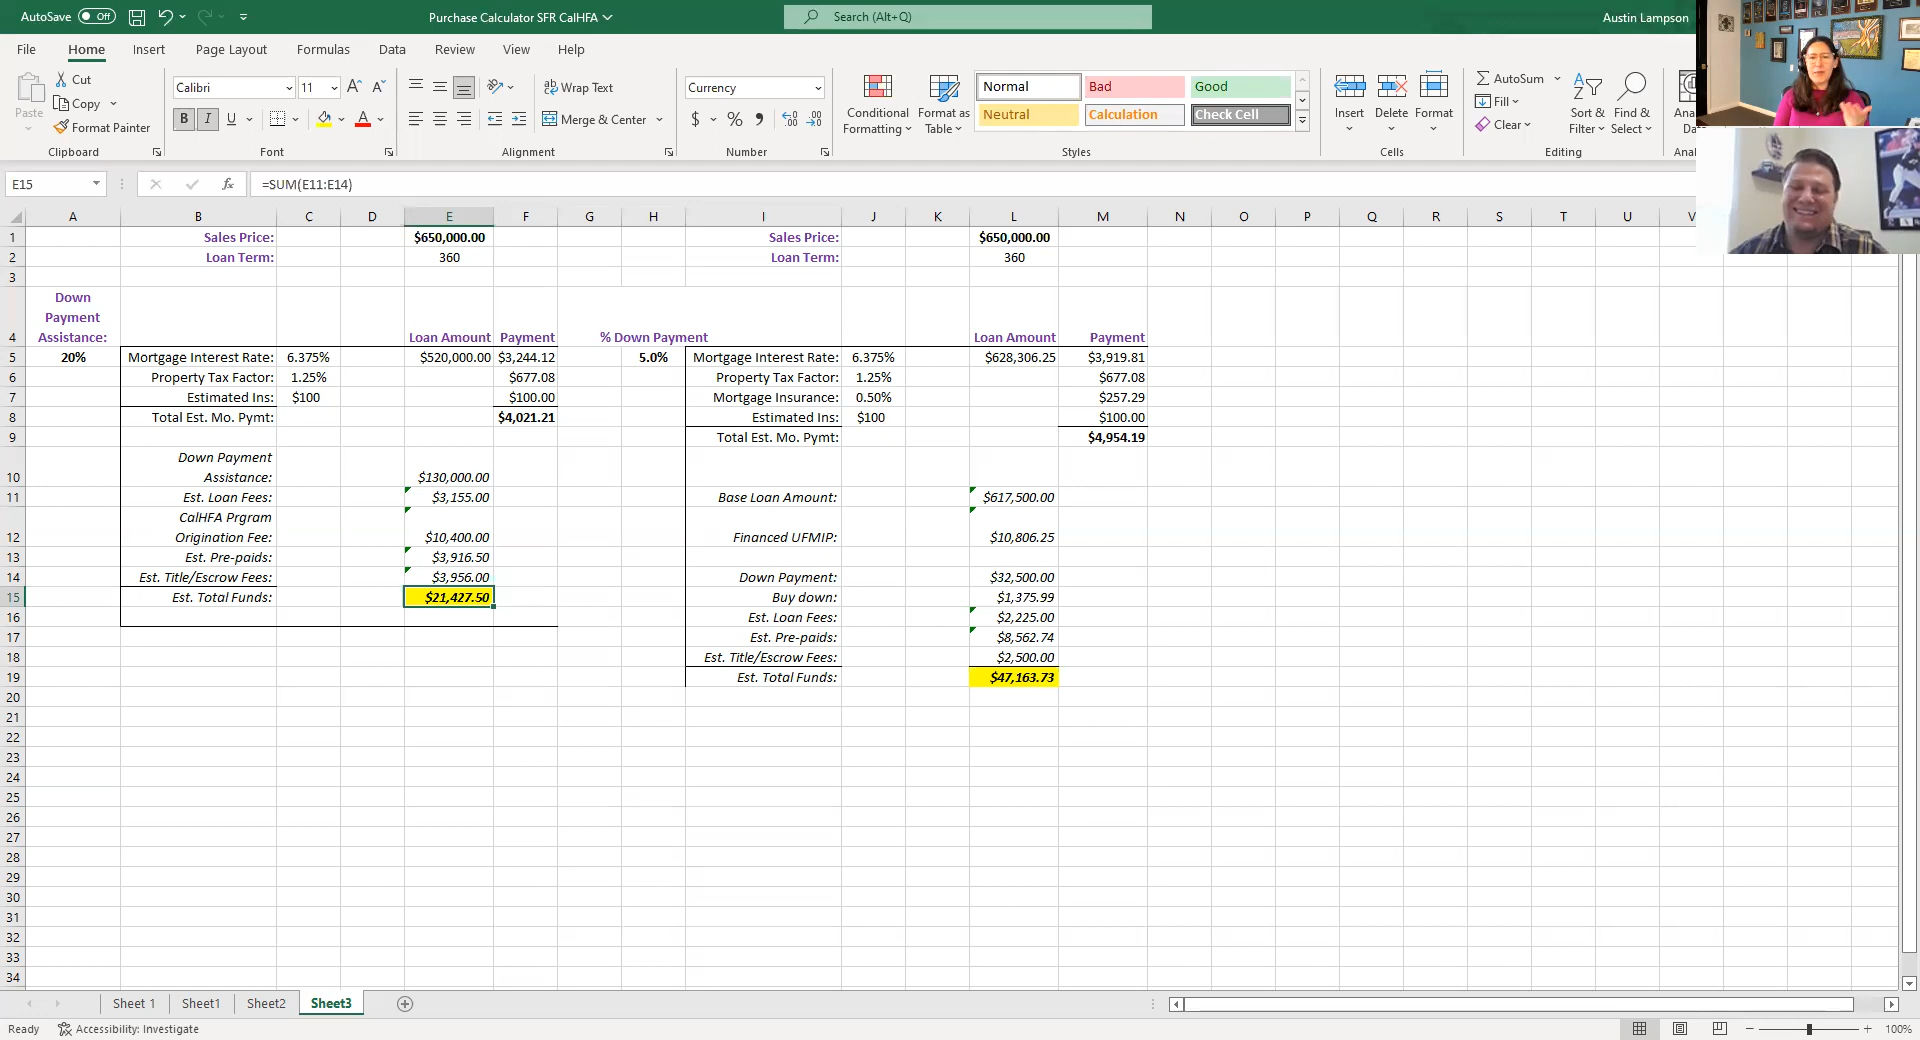 AutoSave Off Purchase Calculator SFR CalHFA Search (Alt+Q) Austin Lampson
File Home Insert Page Layout Formulas Data Review View Help
Paste Cut Copy Format Painter
Clipboard
Calibri 11
B I U A
Font
Wrap Text
Merge & Center
Alignment
Currency
$ % 9
Number
Conditional Formatting Format as Table
Normal Bad Good
Neutral Calculation Check Cell
Styles
Insert Delete Format
Cells
AutoSum Fill Clear
Sort & Filter Find & Select
Editing
E15 fx =SUM(E11:E14)
A B C D E F G H I J K L M N O P Q R S T U V
1 Sales Price: $650,000.00 Sales Price: $650,000.00
2 Loan Term: 360 Loan Term: 360
3
4 Down Payment Assistance: Loan Amount Payment % Down Payment Loan Amount Payment
5 20% Mortgage Interest Rate: 6.375% $520,000.00 $3,244.12 5.0% Mortgage Interest Rate: 6.375% $628,306.25 $3,919.81
6 Property Tax Factor: 1.25% $677.08 Property Tax Factor: 1.25% $677.08
7 Estimated Ins: $100 $100.00 Mortgage Insurance: 0.50% $257.29
8 Total Est. Mo. Pymt: $4,021.21 Estimated Ins: $100 $100.00
9 Total Est. Mo. Pymt: $4,954.19
10 Down Payment Assistance: $130,000.00
11 Est. Loan Fees: $3,155.00 Base Loan Amount: $617,500.00
12 CalHFA Prgram Origination Fee: $10,400.00 Financed UFMIP: $10,806.25
13 Est. Pre-paids: $3,916.50
14 Est. Title/Escrow Fees: $3,956.00 Down Payment: $32,500.00
15 Est. Total Funds: $21,427.50 Buy down: $1,375.99
16 Est. Loan Fees: $2,225.00
17 Est. Pre-paids: $8,562.74
18 Est. Title/Escrow Fees: $2,500.00
19 Est. Total Funds: $47,163.73
20
21
22
23
24
25
26
27
28
29
30
31
32
33
34
Sheet 1 Sheet1 Sheet2 Sheet3
Ready Accessibility: Investigate 100%